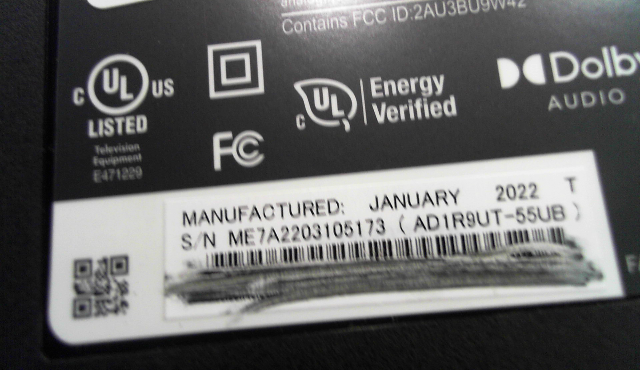 Contains FCC ID:2AU3BU9W42
C UL US
LISTED
Television
Equipment
E471229
FC
C UL
Energy
Verified
Dolby
AUDIO
MANUFACTURED: JANUARY 2022 T
S/N ME7A2203105173 ( AD1R9UT-55UB )